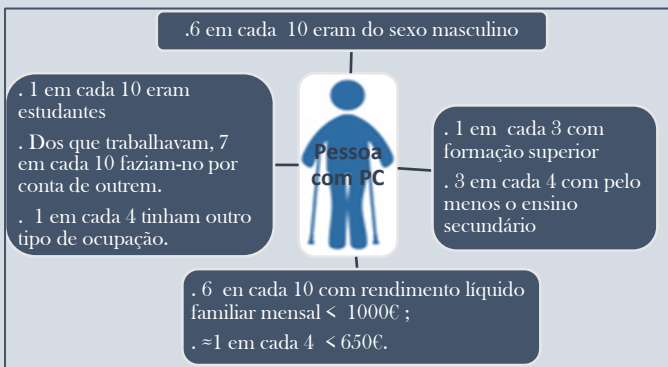 .6 em cada 10 eram do sexo masculino
. 1 em cada 10 eram
estudantes
. Dos que trabalhavam, 7
em cada 10 faziam-no por
conta de outrem.
. 1 em cada 4 tinham outro
tipo de ocupação.
Pessoa
com PC
. 1 em cada 3 com
formação superior
. 3 em cada 4 com pelo
menos o ensino
secundário
. 6 en cada 10 com rendimento líquido
familiar mensal < 1000€ ;
. ≈1 em cada 4 < 650€.